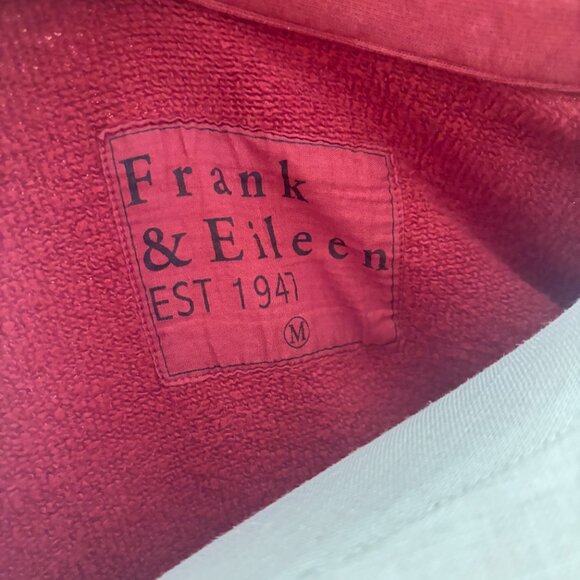 Frank
& Eileen
EST 1947
M